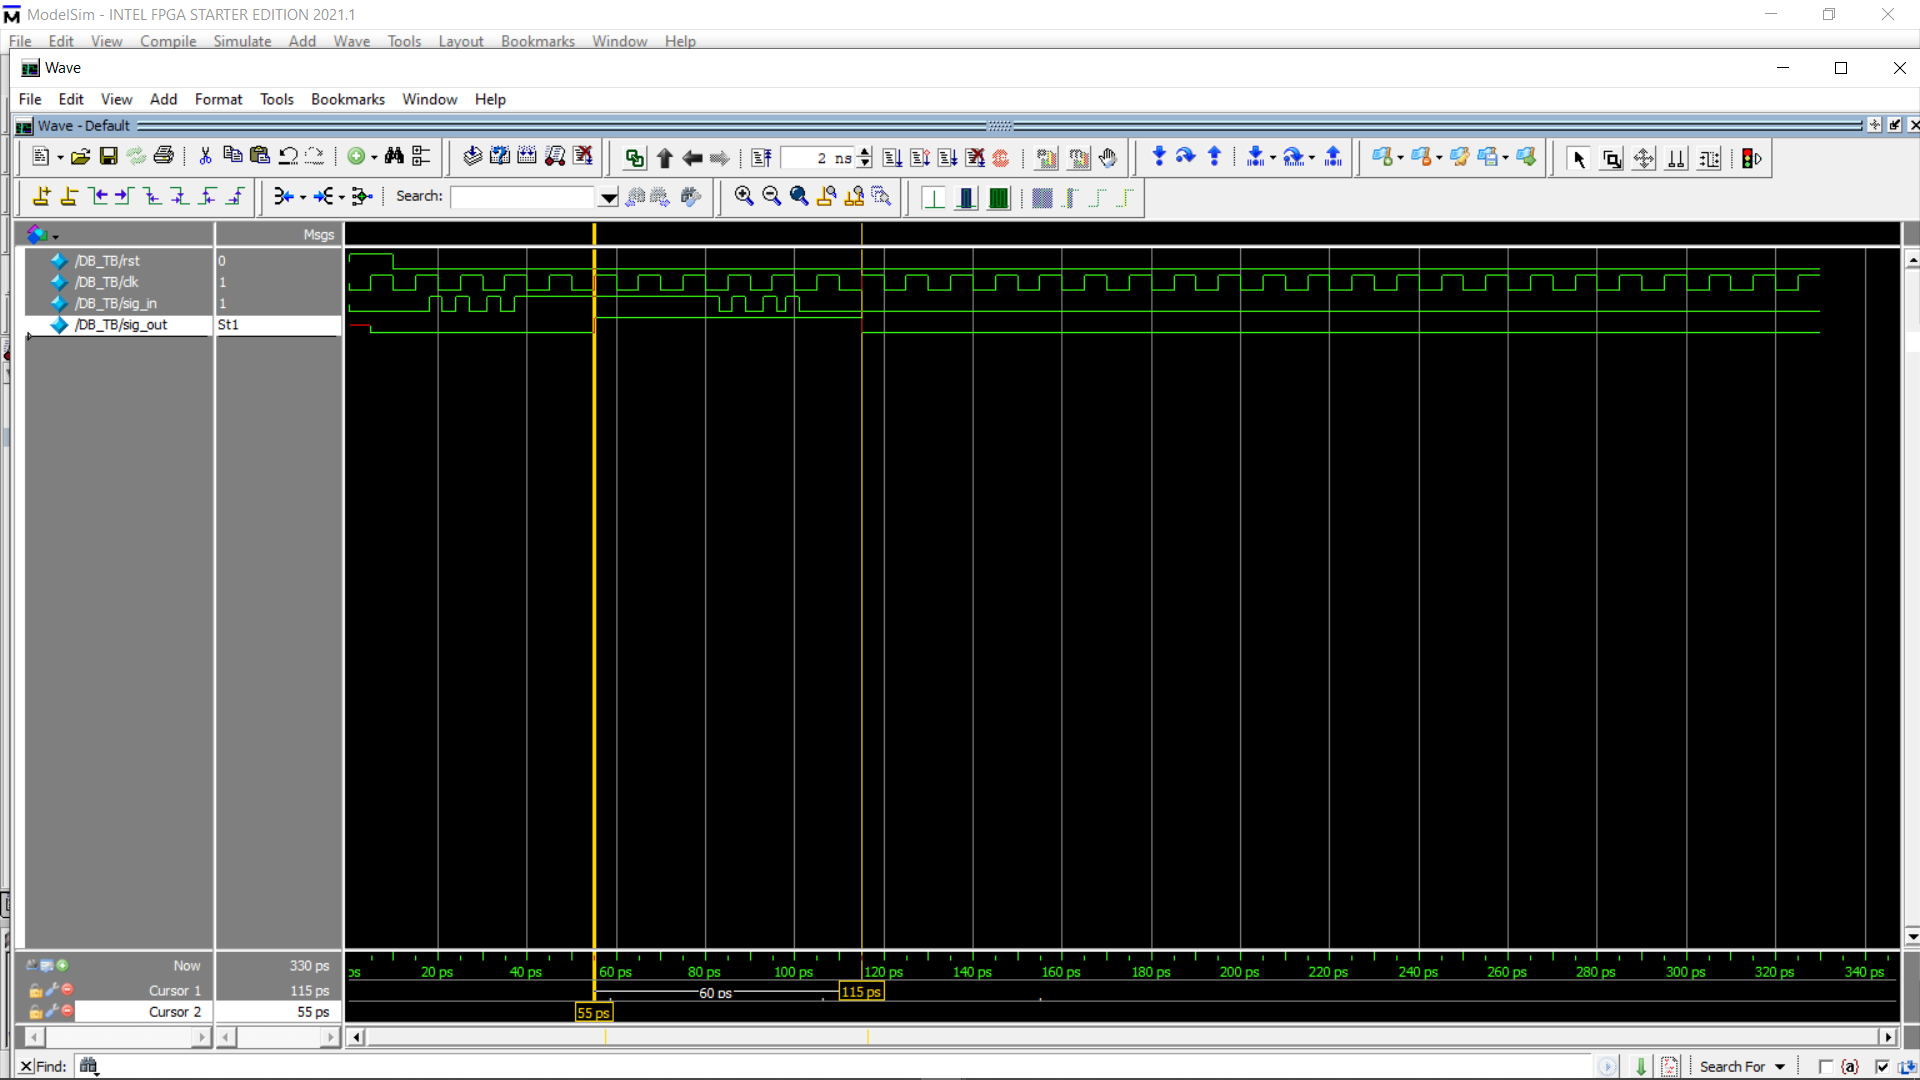 ModelSim - INTEL FPGA STARTER EDITION 2021.1
File Edit View Compile Simulate Add Wave Tools Layout Bookmarks Window Help
Wave
File Edit View Add Format Tools Bookmarks Window Help
Wave - Default
2 ns
Search:
Msgs
/DB_TB/rst 0
/DB_TB/clk 1
/DB_TB/sig_in 1
/DB_TB/sig_out St1
Now 330 ps
ps 20 ps 40 ps 60 ps 80 ps 100 ps 120 ps 140 ps 160 ps 180 ps 200 ps 220 ps 240 ps 260 ps 280 ps 300 ps 320 ps 340 ps
Cursor 1 115 ps 60 ps 115 ps
Cursor 2 55 ps 55 ps
Find: Search For {a}